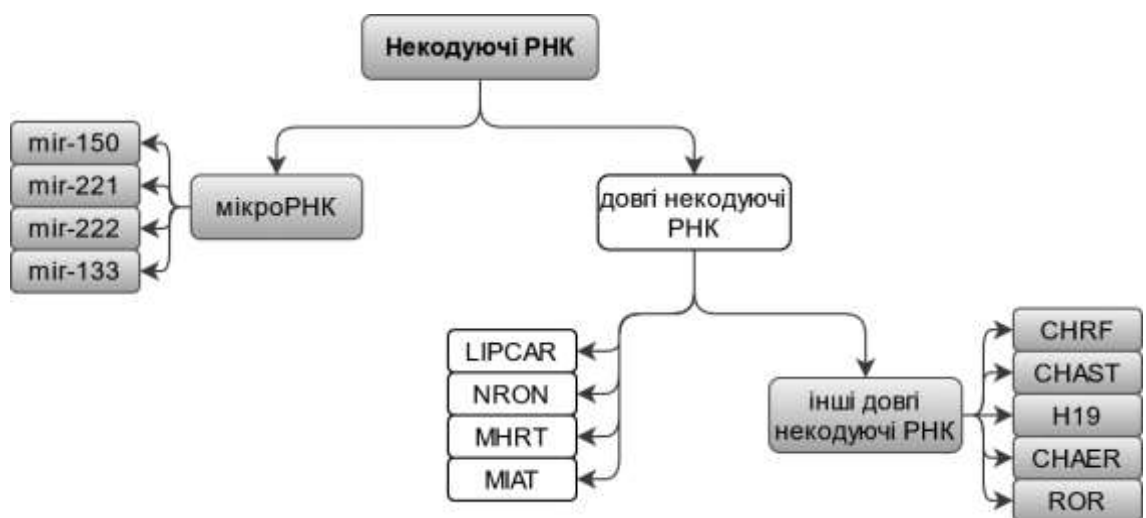 Некодуючі РНК
mir-150
mir-221
mir-222
mir-133
мікроРНК
довгі некодуючі
РНК
LIPCAR
NRON
MHRT
MIAT
інші довгі
некодуючі РНК
CHRF
CHAST
H19
CHAER
ROR